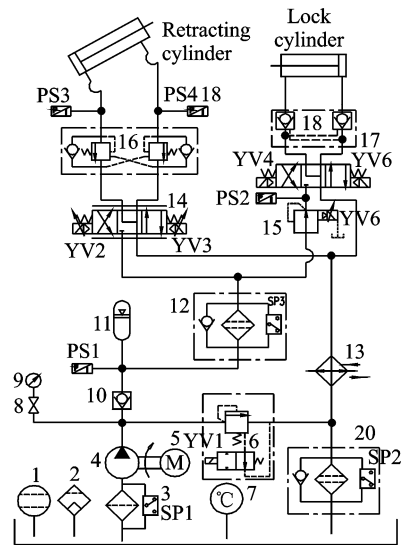 Retracting
cylinder
Lock
cylinder
PS3
PS4 18
16
18
17
YV4
YV6
PS2
14
15
YV6
YV2
YV3
12
SP3
11
PS1
13
9
10
8
20
5
YV1
6
SP2
4
M
1
2
3
SP1
°C
7